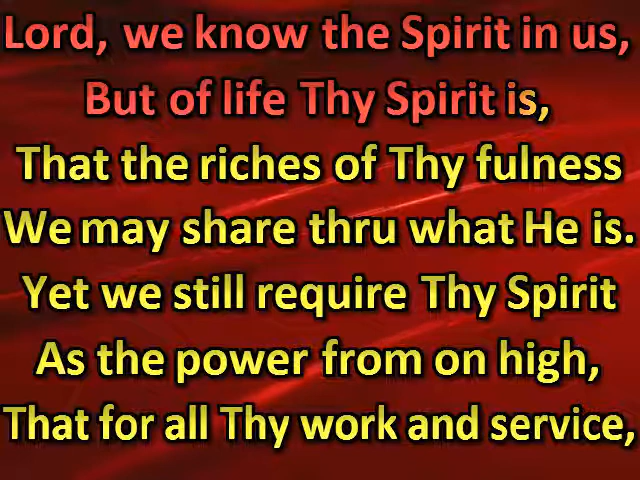 Lord, we know the Spirit in us,
But of life Thy Spirit is,
That the riches of Thy fulness
We may share thru what He is.
Yet we still require Thy Spirit
As the power from on high,
That for all Thy work and service,